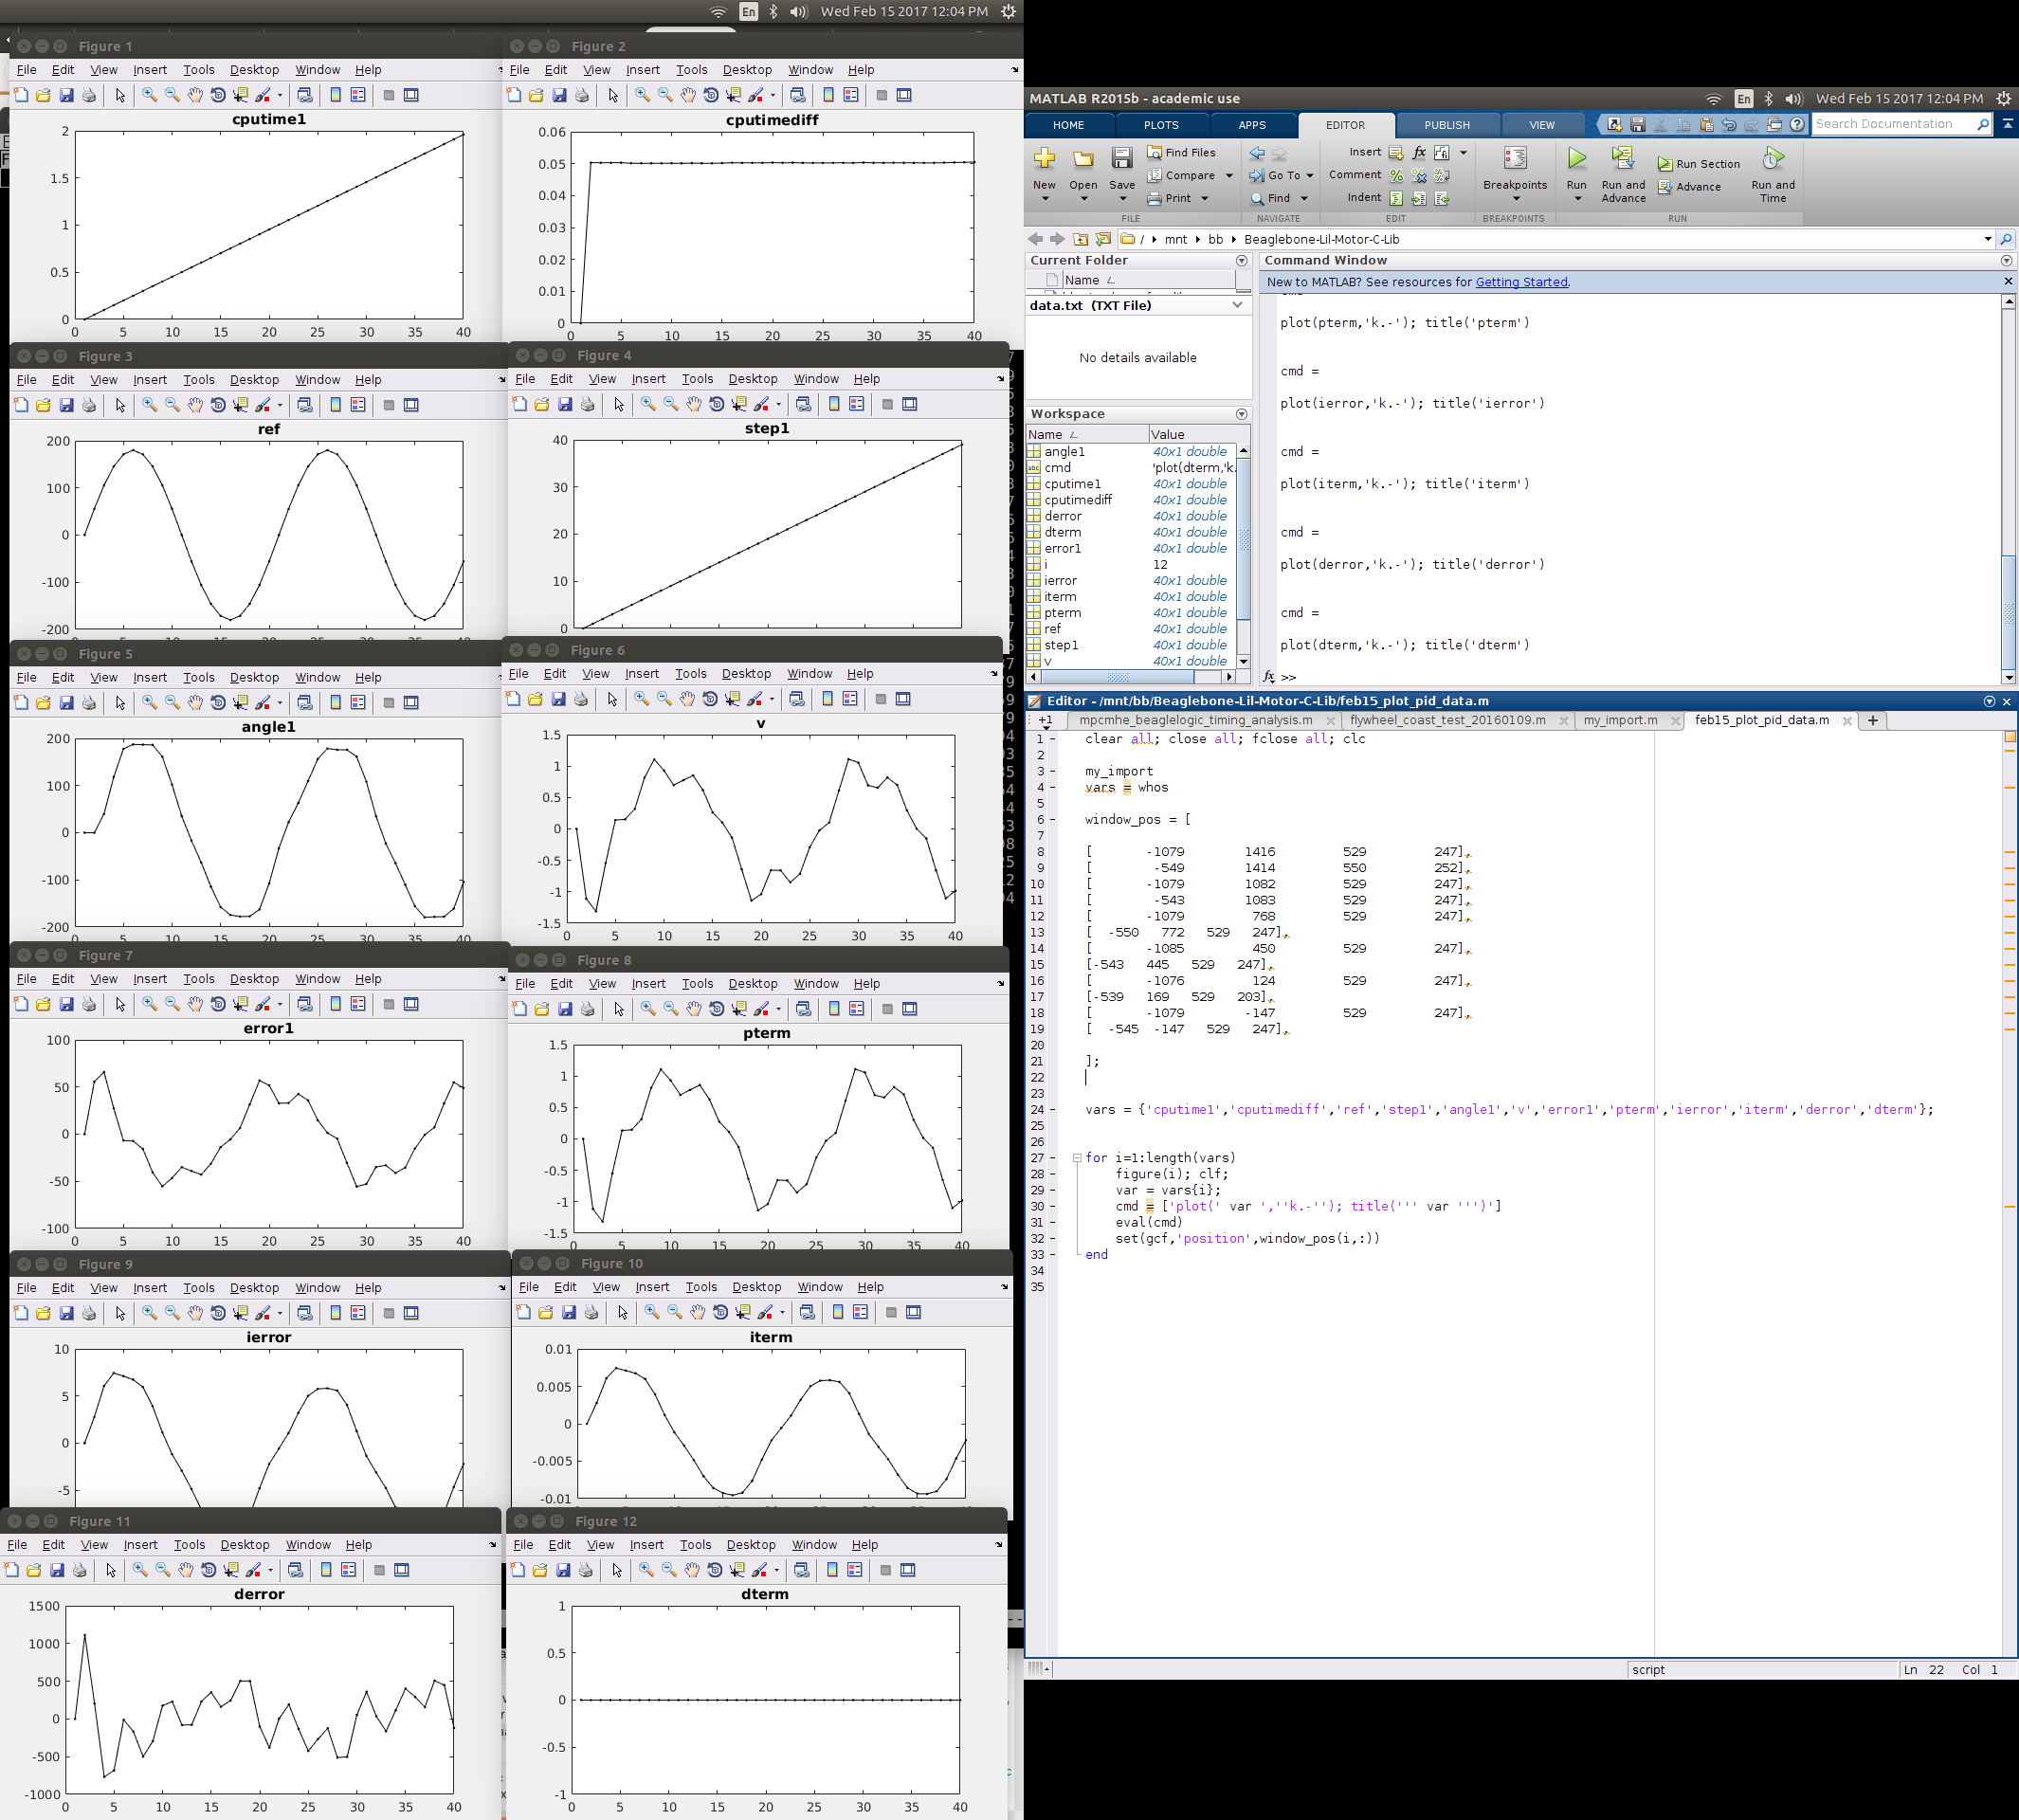 Wed Feb 15 2017 12:04 PM
En
Figure 1
File Edit View Insert Tools Desktop Window Help
cputime1
2
1.5
1
0.5
0
0 5 10 15 20 25 30 35 40
Figure 2
File Edit View Insert Tools Desktop Window Help
cputimediff
0.06
0.05
0.04
0.03
0.02
0.01
0
0 5 10 15 20 25 30 35 40
Figure 3
File Edit View Insert Tools Desktop Window Help
ref
200
100
0
-100
-200
Figure 4
File Edit View Insert Tools Desktop Window Help
step1
40
30
20
10
0
Figure 5
File Edit View Insert Tools Desktop Window Help
angle1
200
100
0
-100
-200
0 5 10 15 20 25 30 35 40
Figure 6
File Edit View Insert Tools Desktop Window Help
v
1.5
1
0.5
0
-0.5
-1
-1.5
0 5 10 15 20 25 30 35 40
Figure 7
File Edit View Insert Tools Desktop Window Help
error1
100
50
0
-50
-100
0 5 10 15 20 25 30 35 40
Figure 8
File Edit View Insert Tools Desktop Window Help
pterm
1.5
1
0.5
0
-0.5
-1
-1.5
0 5 10 15 20 25 30 35 40
Figure 9
File Edit View Insert Tools Desktop Window Help
ierror
10
5
0
-5
Figure 10
File Edit View Insert Tools Desktop Window Help
iterm
0.01
0.005
0
-0.005
-0.01
Figure 11
File Edit View Insert Tools Desktop Window Help
derror
1500
1000
500
0
-500
-1000
0 5 10 15 20 25 30 35 40
Figure 12
File Edit View Insert Tools Desktop Window Help
dterm
1
0.5
0
-0.5
-1
0 5 10 15 20 25 30 35 40
MATLAB R2015b - academic use
En
Wed Feb 15 2017 12:04 PM
HOME PLOTS APPS EDITOR PUBLISH VIEW
Search Documentation
New Open Save
Find Files
Compare
Print
Go To
Find
Insert
Comment
Indent
Breakpoints
Run
Run and Advance
Run Section
Advance
Run and Time
FILE NAVIGATE EDIT BREAKPOINTS RUN
/ mnt bb Beaglebone-Lil-Motor-C-Lib
Current Folder
Name
data.txt (TXT File)
No details available
Workspace
Name Value
angle1 40x1 double
cmd 'plot(dterm,'k.
cputime1 40x1 double
cputimediff 40x1 double
derror 40x1 double
dterm 40x1 double
error1 40x1 double
i 12
ierror 40x1 double
iterm 40x1 double
pterm 40x1 double
ref 40x1 double
step1 40x1 double
v 40x1 double
Command Window
New to MATLAB? See resources for Getting Started.
plot(pterm,'k.-'); title('pterm')
cmd =
plot(ierror,'k.-'); title('ierror')
cmd =
plot(iterm,'k.-'); title('iterm')
cmd =
plot(derror,'k.-'); title('derror')
cmd =
plot(dterm,'k.-'); title('dterm')
fx >>
Editor - /mnt/bb/Beaglebone-Lil-Motor-C-Lib/feb15_plot_pid_data.m
+1 mpcmhe_beaglelogic_timing_analysis.m flywheel_coast_test_20160109.m my_import.m feb15_plot_pid_data.m +
1 clear all; close all; fclose all; clc
2
3 my_import
4 vars = whos
5
6 window_pos = [
7
8 [ -1079 1416 529 247],
9 [ -549 1414 550 252],
10 [ -1079 1082 529 247],
11 [ -543 1083 529 247],
12 [ -1079 768 529 247],
13 [ -550 772 529 247],
14 [ -1085 450 529 247],
15 [-543 445 529 247],
16 [ -1076 124 529 247],
17 [-539 169 529 203],
18 [ -1079 -147 529 247],
19 [ -545 -147 529 247],
20
21 ];
22
23
24 vars = {'cputime1','cputimediff','ref','step1','angle1','v','error1','pterm','ierror','iterm','derror','dterm'};
25
26
27 for i=1:length(vars)
28 figure(i); clf;
29 var = vars{i};
30 cmd = ['plot(' var ',''k.-''); title(''' var ''')']
31 eval(cmd)
32 set(gcf,'position',window_pos(i,:))
33 end
34
35
script
Ln 22 Col 1